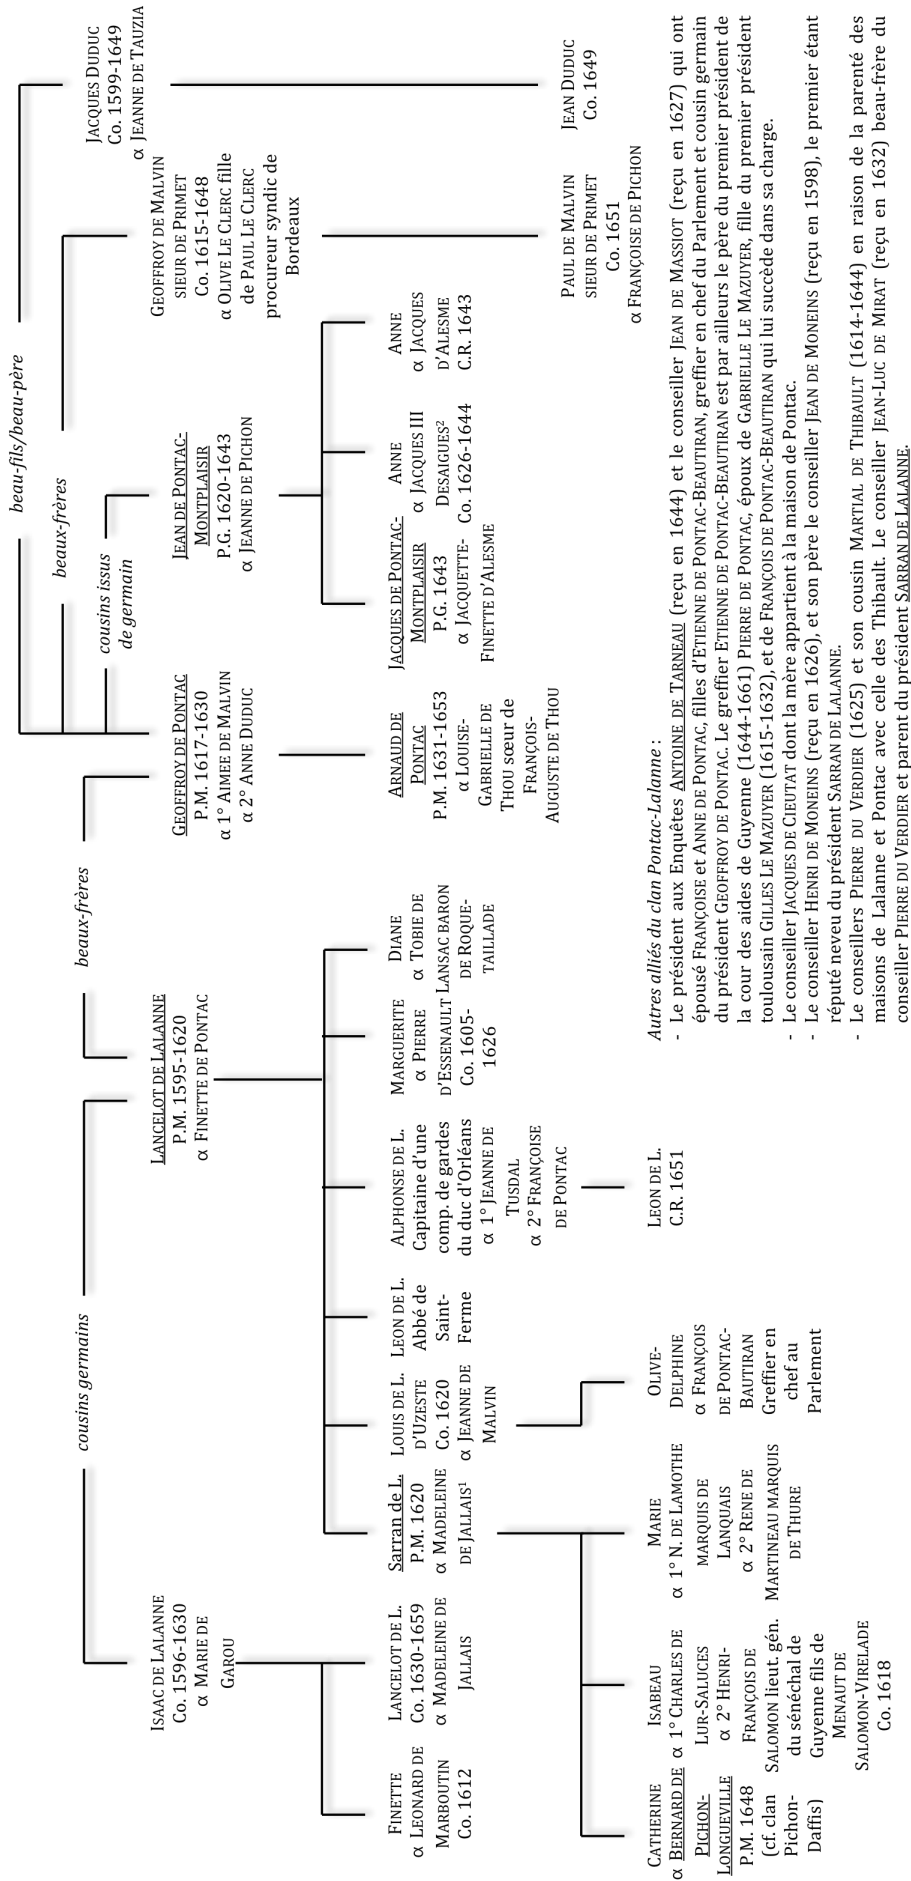 beau-fils/beau-père
beaux-frères
cousins issus
de germain
beaux-frères
cousins germains
ISAAC DE LALANNE
Co. 1596-1630
α MARIE DE
GAROU
LANCELOT DE LALANNE
P.M. 1595-1620
α FINETTE DE PONTAC
GEOFFROY DE PONTAC
P.M. 1617-1630
α 1° AIMEE DE MALVIN
α 2° ANNE DUDUC
JEAN DE PONTAC-
MONTPLAISIR
P.G. 1620-1643
α JEANNE DE PICHON
GEOFFROY DE MALVIN
SIEUR DE PRIMET
Co. 1615-1648
α OLIVE LE CLERC fille
de PAUL LE CLERC
procureur syndic de
Bordeaux
JACQUES DUDUC
Co. 1599-1649
α JEANNE DE TAUZIA
FINETTE
α LEONARD DE
MARBOUTIN
Co. 1612
LANCELOT DE L.
Co. 1630-1659
α MADELEINE DE
JALLAIS
Sarran de L.
P.M. 1620
α MADELEINE
DE JALLAIS¹
LOUIS DE L.
D'UZESTE
Co. 1620
α JEANNE DE
MALVIN
LEON DE L.
Abbé de
Saint-
Ferme
ALPHONSE DE L.
Capitaine d'une
comp. de gardes
du duc d'Orléans
α 1° JEANNE DE
TUSDAL
α 2° FRANÇOISE
DE PONTAC
MARGUERITE
α PIERRE
D'ESSENAULT
Co. 1605-
1626
DIANE
α TOBIE DE
LANSAC BARON
DE ROQUE-
TAILLADE
ARNAUD DE
PONTAC
P.M. 1631-1653
α LOUISE-
GABRIELLE DE
THOU sœur de
FRANÇOIS-
AUGUSTE DE THOU
JACQUES DE PONTAC-
MONTPLAISIR
P.G. 1643
α JACQUETTE-
FINETTE D'ALESME
ANNE
α JACQUES III
DESAIGUES²
Co. 1626-1644
ANNE
α JACQUES
D'ALESME
C.R. 1643
PAUL DE MALVIN
SIEUR DE PRIMET
Co. 1651
α FRANÇOISE DE PICHON
JEAN DUDUC
Co. 1649
CATHERINE
α BERNARD DE
PICHON-
LONGUEVILLE
P.M. 1648
(cf. clan
Pichon-
Daffis)
ISABEAU
α 1° CHARLES DE
LUR-SALUCES
α 2° HENRI-
FRANÇOIS DE
SALOMON lieut. gén.
du sénéchal de
Guyenne fils de
MENAUT DE
SALOMON-VIRELADE
Co. 1618
MARIE
α 1° N. DE LAMOTHE
MARQUIS DE
LANQUAIS
α 2° RENE DE
MARTINEAU MARQUIS
DE THURE
OLIVE-
DELPHINE
α FRANÇOIS
DE PONTAC-
BAUTIRAN
Greffier en
chef au
Parlement
LEON DE L.
C.R. 1651
Autres alliés du clan Pontac-Lalanne :
- Le président aux Enquêtes ANTOINE DE TARNEAU (reçu en 1644) et le conseiller JEAN DE MASSIOT (reçu en 1627) qui ont
épousé FRANÇOISE et ANNE DE PONTAC, filles d'ETIENNE DE PONTAC-BEAUTIRAN, greffier en chef du Parlement et cousin germain
du président GEOFFROY DE PONTAC. Le greffier ETIENNE DE PONTAC-BEAUTIRAN est par ailleurs le père du premier président de
la cour des aides de Guyenne (1644-1661) PIERRE DE PONTAC, époux de GABRIELLE LE MAZUYER, fille du premier président
toulousain GILLES LE MAZUYER (1615-1632), et de FRANÇOIS DE PONTAC-BEAUTIRAN qui lui succède dans sa charge.
- Le conseiller JACQUES DE CIEUTAT dont la mère appartient à la maison de Pontac.
- Le conseiller HENRI DE MONEINS (reçu en 1626), et son père le conseiller JEAN DE MONEINS (reçu en 1598), le premier étant
réputé neveu du président SARRAN DE LALANNE.
- Le conseillers PIERRE DU VERDIER (1625) et son cousin MARTIAL DE THIBAULT (1614-1644) en raison de la parenté des
maisons de Lalanne et Pontac avec celle des Thibault. Le conseiller JEAN-LUC DE MIRAT (reçu en 1632) beau-frère du
conseiller PIERRE DU VERDIER et parent du président SARRAN DE LALANNE.